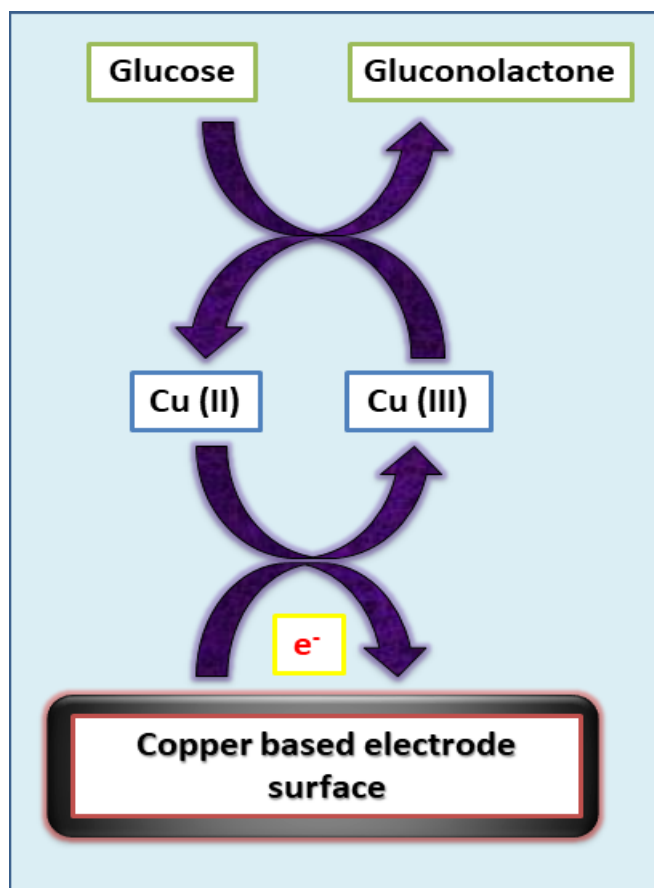 Glucose
Gluconolactone
Cu (II)
Cu (III)
e-
Copper based electrode
surface